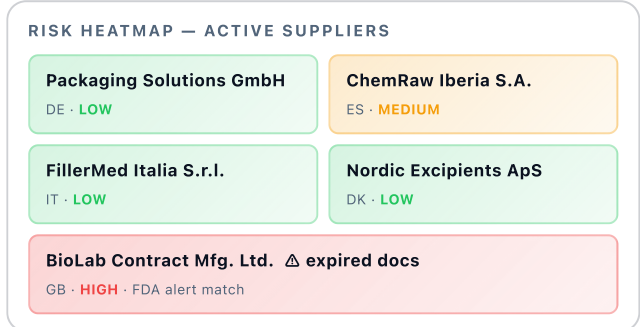 RISK HEATMAP — ACTIVE SUPPLIERS
Packaging Solutions GmbH
DE · LOW
ChemRaw Iberia S.A.
ES · MEDIUM
FillerMed Italia S.r.l.
IT · LOW
Nordic Excipients ApS
DK · LOW
BioLab Contract Mfg. Ltd. ⚠ expired docs
GB · HIGH · FDA alert match